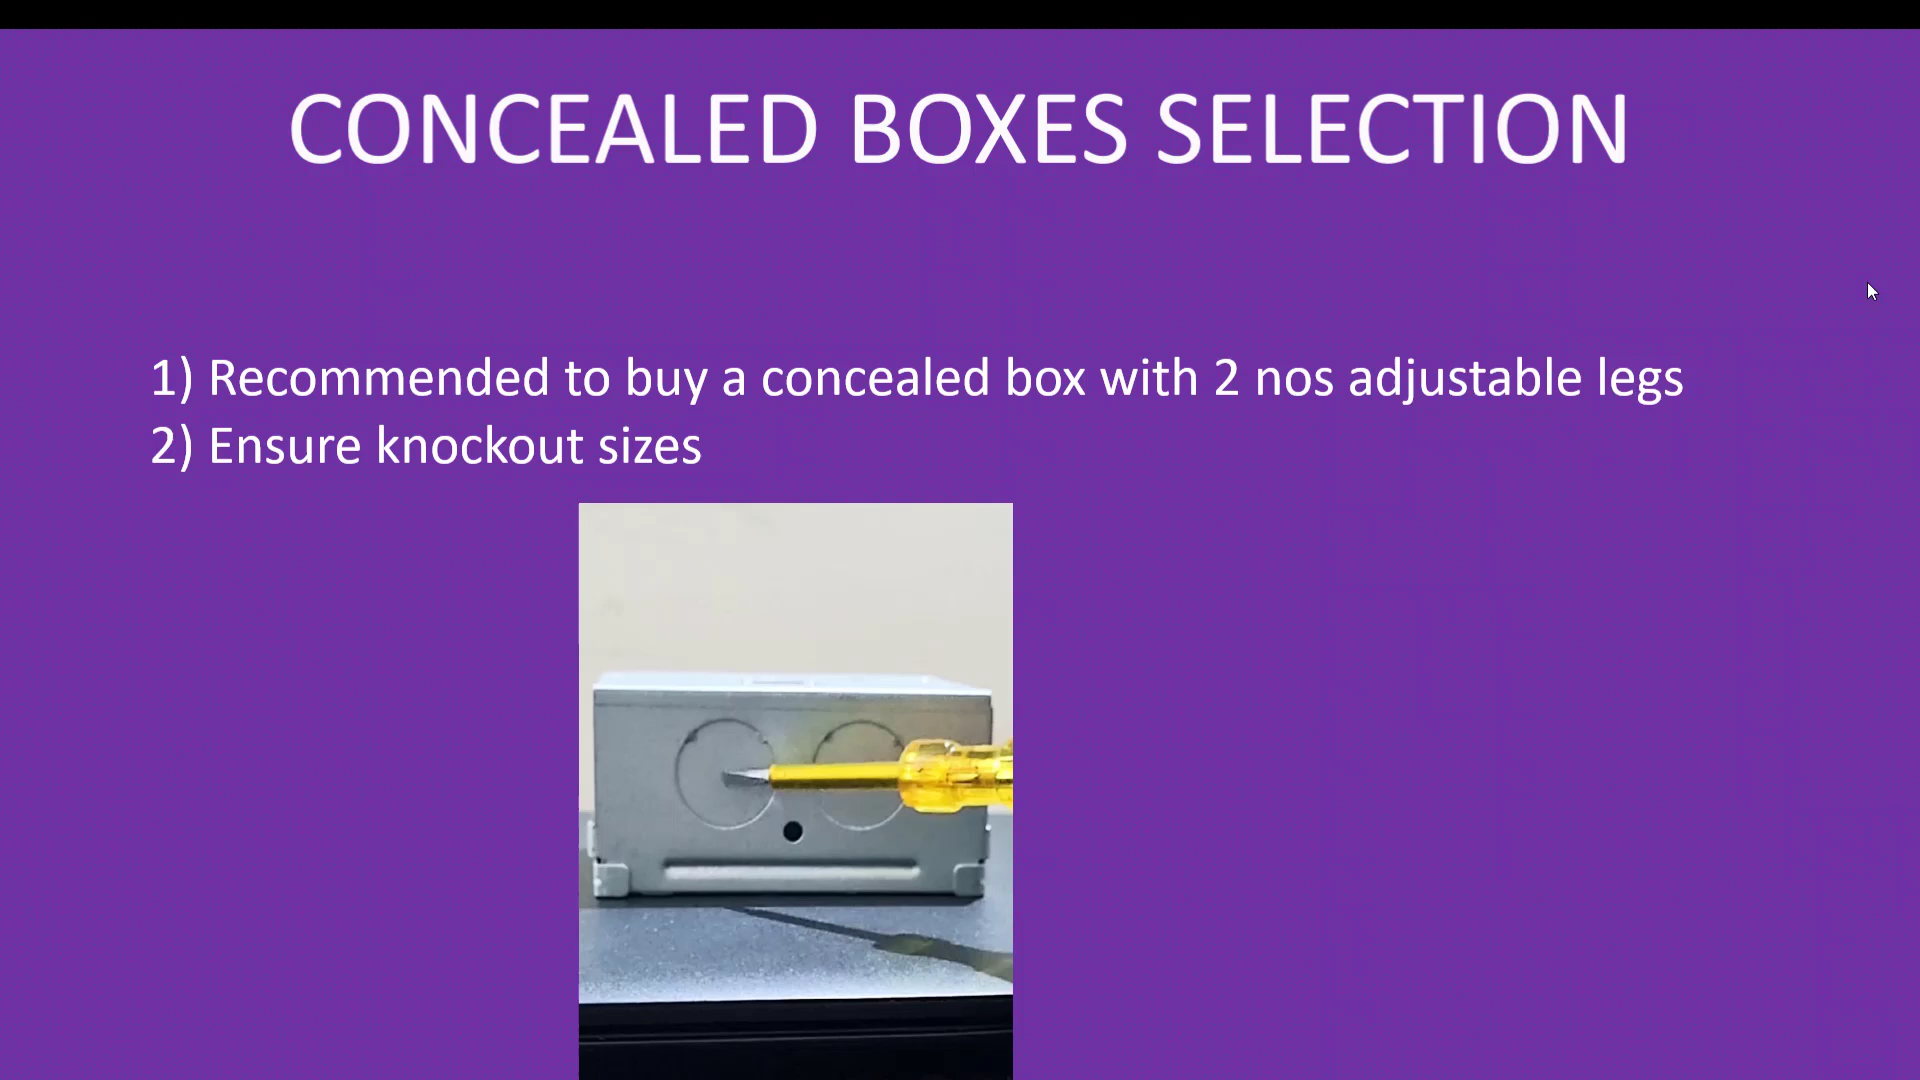 CONCEALED BOXES SELECTION
1) Recommended to buy a concealed box with 2 nos adjustable legs
2) Ensure knockout sizes